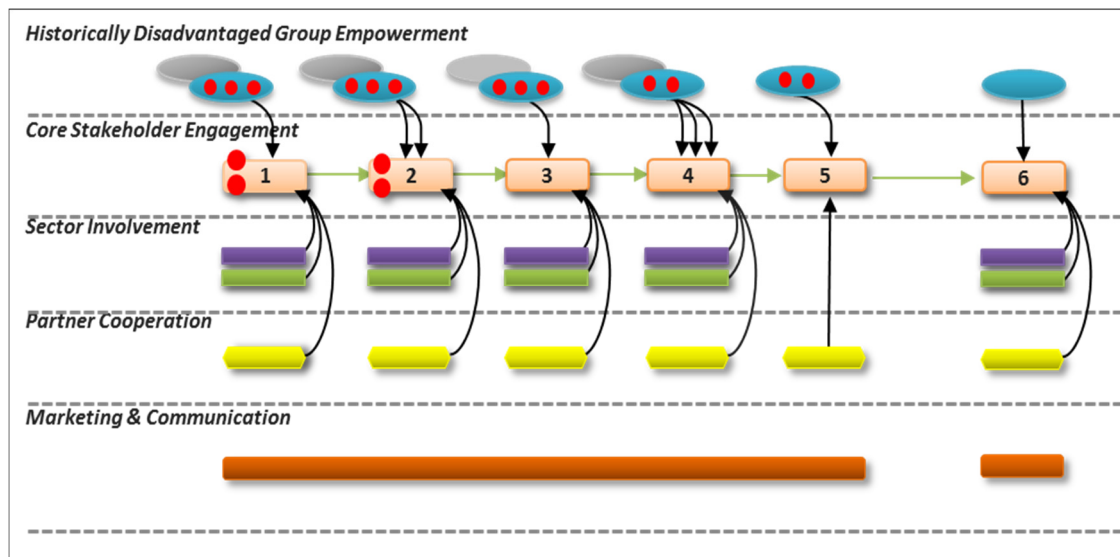 Historically Disadvantaged Group Empowerment
Core Stakeholder Engagement
1 2 3 4 5 6
Sector Involvement
Partner Cooperation
Marketing & Communication